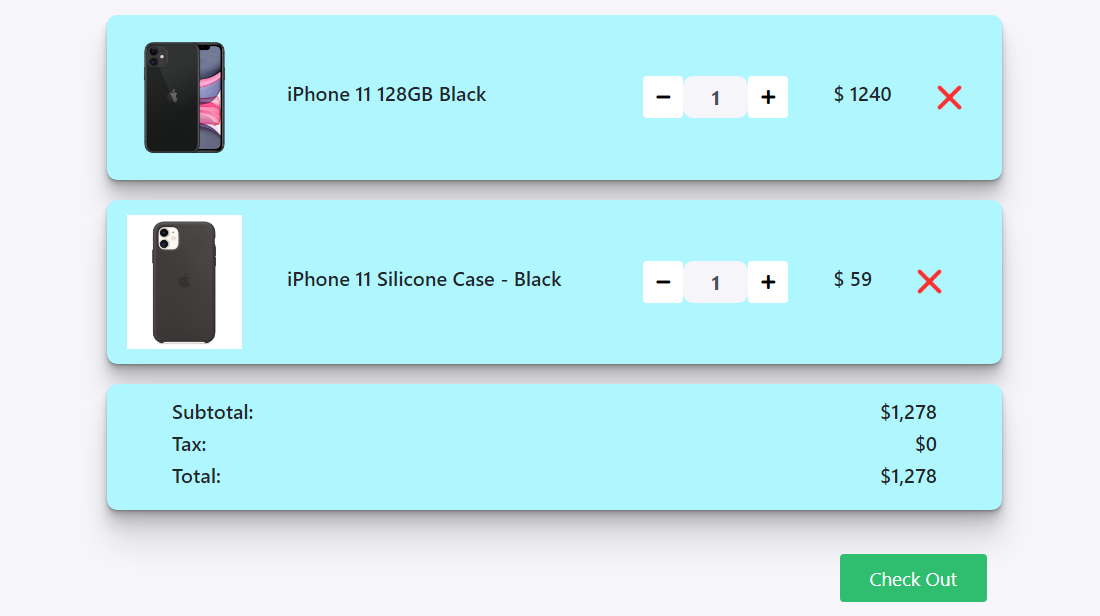 iPhone 11 128GB Black
− 1 + $ 1240 ❌
iPhone 11 Silicone Case - Black
− 1 + $ 59 ❌
Subtotal: $1,278
Tax: $0
Total: $1,278
Check Out